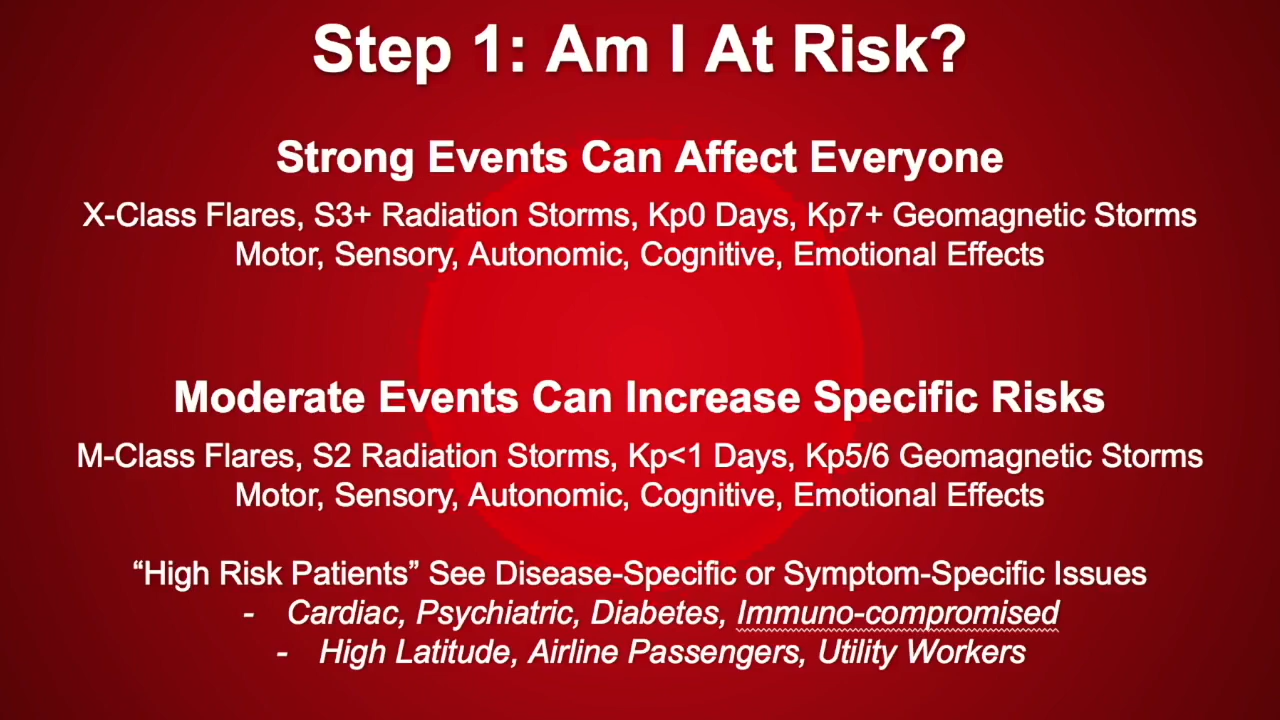 Step 1: Am I At Risk?
Strong Events Can Affect Everyone
X-Class Flares, S3+ Radiation Storms, Kp0 Days, Kp7+ Geomagnetic Storms
Motor, Sensory, Autonomic, Cognitive, Emotional Effects
Moderate Events Can Increase Specific Risks
M-Class Flares, S2 Radiation Storms, Kp<1 Days, Kp5/6 Geomagnetic Storms
Motor, Sensory, Autonomic, Cognitive, Emotional Effects
“High Risk Patients” See Disease-Specific or Symptom-Specific Issues
- Cardiac, Psychiatric, Diabetes, Immuno-compromised
- High Latitude, Airline Passengers, Utility Workers